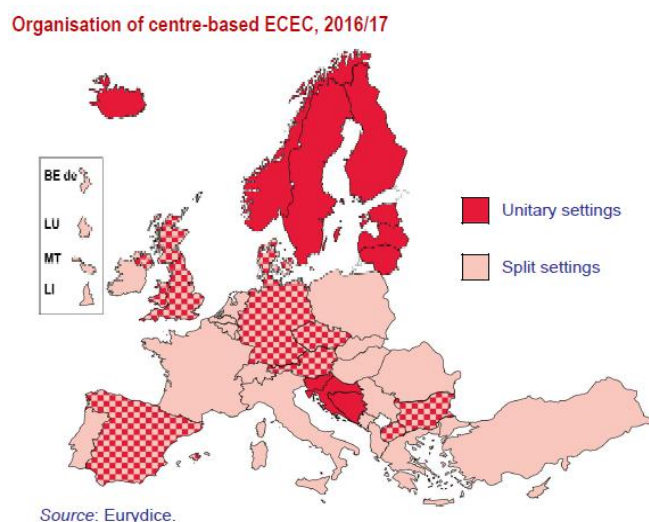 Organisation of centre-based ECEC, 2016/17
BE de
LU
MT
LI
Unitary settings
Split settings
Source: Eurydice.